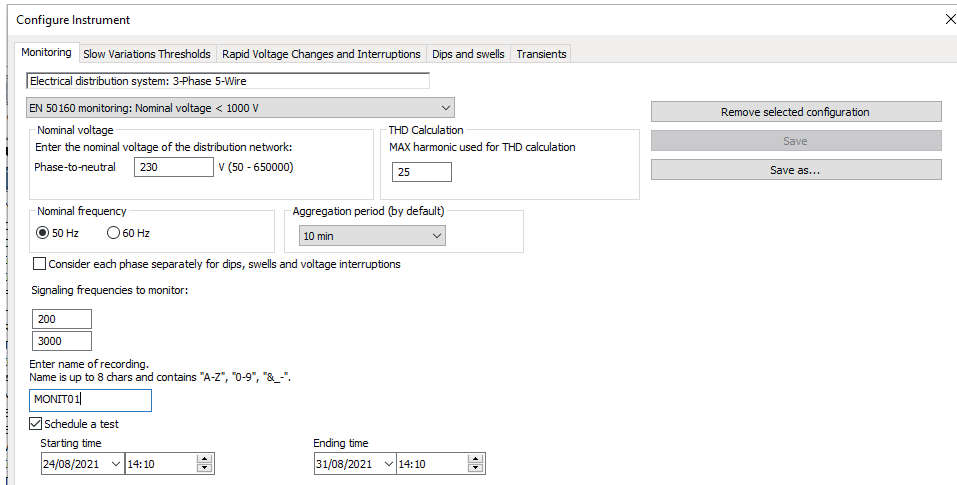 Configure Instrument
Monitoring Slow Variations Thresholds Rapid Voltage Changes and Interruptions Dips and swells Transients
Electrical distribution system: 3-Phase 5-Wire
EN 50160 monitoring: Nominal voltage < 1000 V
Remove selected configuration
Save
Save as...
Nominal voltage
Enter the nominal voltage of the distribution network:
Phase-to-neutral 230 V (50 - 650000)
THD Calculation
MAX harmonic used for THD calculation
25
Nominal frequency
50 Hz 60 Hz
Aggregation period (by default)
10 min
Consider each phase separately for dips, swells and voltage interruptions
Signaling frequencies to monitor:
200
3000
Enter name of recording.
Name is up to 8 chars and contains "A-Z", "0-9", "&_-".
MONIT01
Schedule a test
Starting time
24/08/2021 14:10
Ending time
31/08/2021 14:10